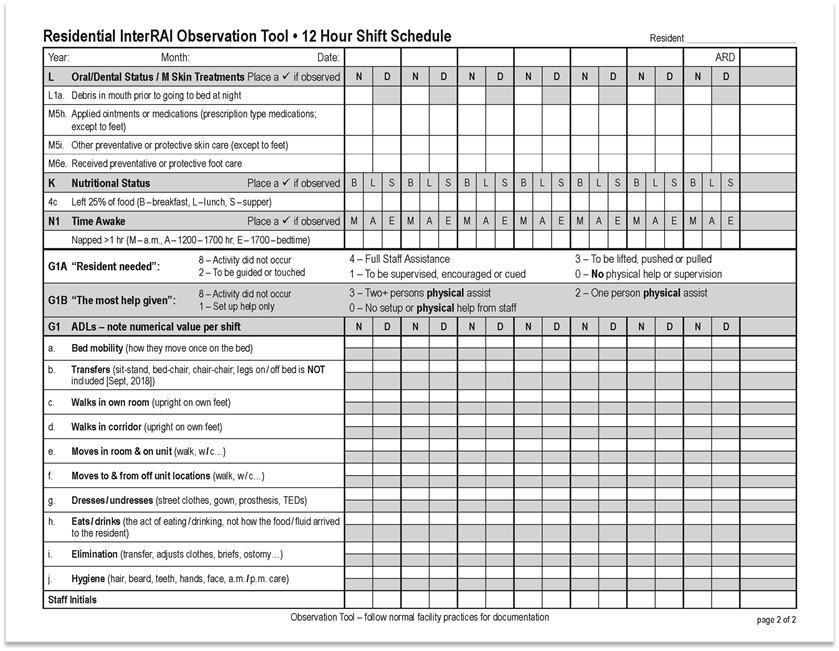 Residential InterRAI Observation Tool • 12 Hour Shift Schedule
Resident
Year: Month: Date: ARD
L Oral/Dental Status / M Skin Treatments Place a ✓ if observed N D N D N D N D N D N D N D
L1a. Debris in mouth prior to going to bed at night
M5h. Applied ointments or medications (prescription type medications;
except to feet)
M5i. Other preventative or protective skin care (except to feet)
M6e. Received preventative or protective foot care
K Nutritional Status Place a ✓ if observed B L S B L S B L S B L S B L S B L S B L S
4c Left 25% of food (B – breakfast, L – lunch, S – supper)
N1 Time Awake Place a ✓ if observed M A E M A E M A E M A E M A E M A E M A E
Napped >1 hr (M – a.m., A – 1200 – 1700 hr, E – 1700 – bedtime)
G1A “Resident needed”: 8 – Activity did not occur 4 – Full Staff Assistance 3 – To be lifted, pushed or pulled
2 – To be guided or touched 1 – To be supervised, encouraged or cued 0 – No physical help or supervision
G1B “The most help given”: 8 – Activity did not occur 3 – Two+ persons physical assist 2 – One person physical assist
1 – Set up help only 0 – No setup or physical help from staff
G1 ADLs – note numerical value per shift N D N D N D N D N D N D N D
a. Bed mobility (how they move once on the bed)
b. Transfers (sit-stand, bed-chair, chair-chair; legs on / off bed is NOT
included [Sept, 2018])
c. Walks in own room (upright on own feet)
d. Walks in corridor (upright on own feet)
e. Moves in room & on unit (walk, w/c…)
f. Moves to & from off unit locations (walk, w/c…)
g. Dresses / undresses (street clothes, gown, prosthesis, TEDs)
h. Eats / drinks (the act of eating / drinking, not how the food / fluid arrived
to the resident)
i. Elimination (transfer, adjusts clothes, briefs, ostomy…)
j. Hygiene (hair, beard, teeth, hands, face, a.m. / p.m. care)
Staff Initials
Observation Tool – follow normal facility practices for documentation
page 2 of 2